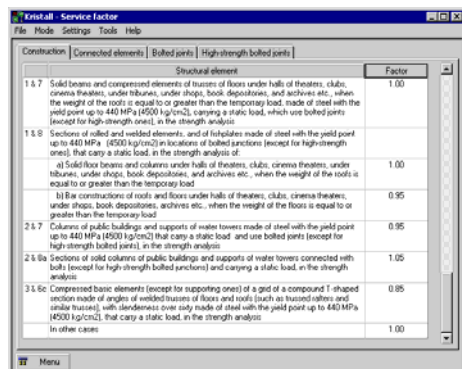 Kristall - Service factor
File Mode Settings Tools Help
Construction Connected elements Bolted joints High-strength bolted joints
Structural element Factor
1 & 7 Solid beams and compressed elements of trusses of floors under halls of theaters, clubs, 1.00
cinema theaters, under tribunes, under shops, book depositories, and archives etc., when
the weight of the roofs is equal to or greater than the temporary load. made of steel with the
yield point up to 440 MPa (4500 kg/cm2), carrying a static load, which use bolted joints
(except for high-strength ones), in the strength analysis
1 & 8 Sections of rolled and welded elements, and of fishplates made of steel with the yield point
up to 440 MPa (4500 kg/cm2) in locations of bolted junctions (except for high-strength
ones), that carry a static load, in the strength analysis of:
a) Solid floor beams and columns under halls of theaters, clubs, cinema theaters, under 1.00
tribunes, under shops, book depositories, and archives etc., when the weight of the roofs is
equal to or greater than the temporary load
b) Bar constructions of roofs and floors under halls of theaters, clubs, cinema theaters, 0.95
under shops, book depositories, archives etc., when the weight of the floors is equal to or
greater than the temporary load
2 & 7 Columns of public buildings and supports of water towers made of steel with the yield point 0.95
up to 440 MPa (4500 kg/cm2) that carry a static load and use bolted joints (except for
high-strength bolted joints), in the strength analysis
2 & 8a Sections of solid columns of public buildings and supports of water towers connected with 1.05
bolts (except for high-strength bolted junctions) and carrying a static load, in the strength
analysis
3 & 6c Compressed basic elements (except for supporting ones) of a grid of a compound T-shaped 0.85
section made of angles of welded trusses of floors and roofs (such as trussed rafters and
similar trusses), with slenderness over sixty made of steel with the yield point up to 440 MPa
(4500 kg/cm2), that carry a static load, in the strength analysis
In other cases 1.00
Menu